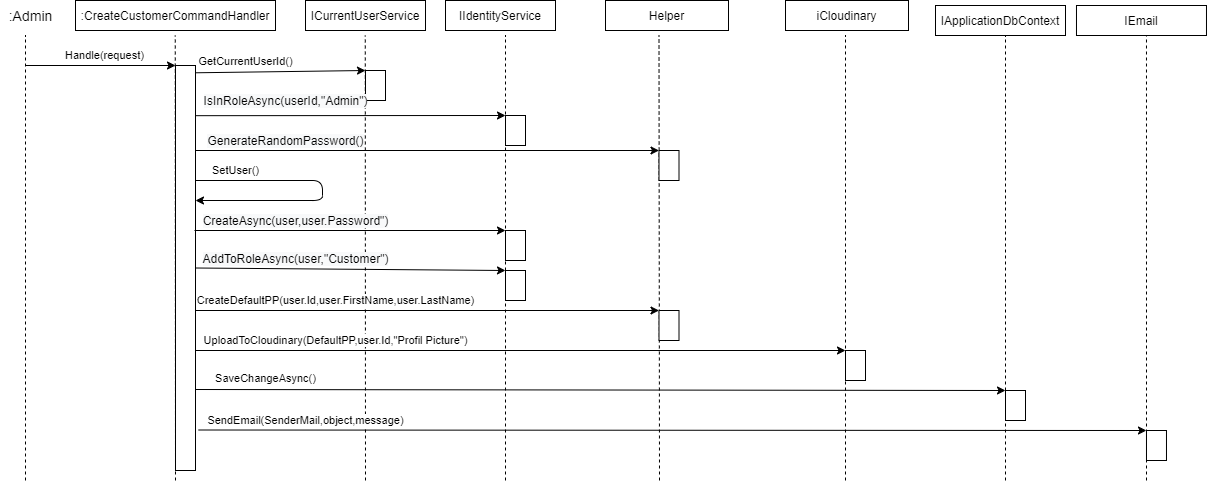 :Admin
:CreateCustomerCommandHandler
ICurrentUserService
IIdentityService
Helper
iCloudinary
IApplicationDbContext
IEmail
Handle(request)
GetCurrentUserId()
IsInRoleAsync(userId,"Admin")
GenerateRandomPassword()
SetUser()
CreateAsync(user,user.Password")
AddToRoleAsync(user,"Customer")
CreateDefaultPP(user.Id,user.FirstName,user.LastName)
UploadToCloudinary(DefaultPP,user.Id,"Profil Picture")
SaveChangeAsync()
SendEmail(SenderMail,object,message)